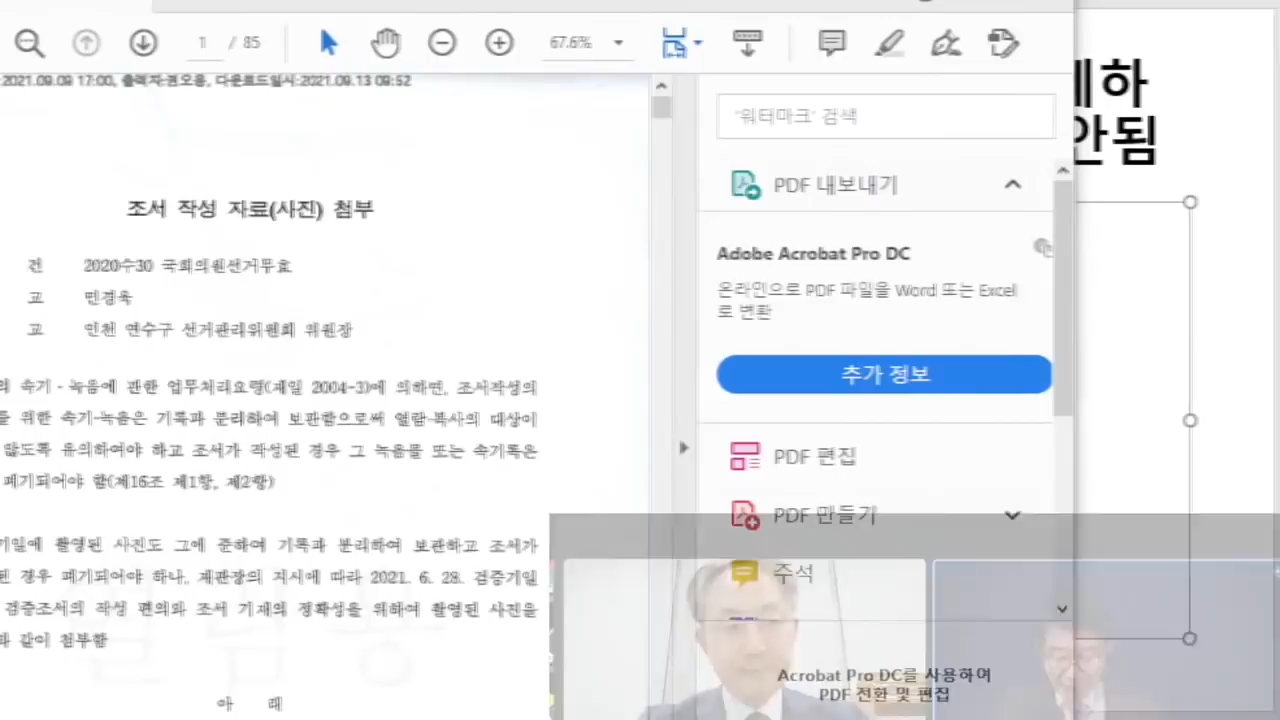 1 / 85
67.6%
2021.09.09 17:00, 출력자:권오용, 다운로드일시:2021.09.13 09:52
제하
안됨
'워터마크' 검색
PDF 내보내기
조서 작성 자료(사진) 첨부
Adobe Acrobat Pro DC
건 2020수30 국회의원선거무효
온라인으로 PDF 파일을 Word 또는 Excel
로 변환
고 민경욱
고 인천 연수구 선거관리위원회 위원장
추가 정보
의 속기·녹음에 관한 업무처리요령(재일 2004-3)에 의하면, 조서작성의
를 위한 속기·녹음은 기록과 분리하여 보관함으로써 열람·복사의 대상이
않도록 유의하여야 하고 조서가 작성된 경우 그 녹음물 또는 속기록은
폐기되어야 함(제16조 제1항, 제2항)
PDF 편집
PDF 만들기
기일에 촬영된 사진도 그에 준하여 기록과 분리하여 보관하고 조서가
된 경우 폐기되어야 하나, 재판장의 지시에 따라 2021. 6. 28. 검증기일
검증조서의 작성 편의와 조서 기재의 정확성을 위하여 촬영된 사진을
과 같이 첨부함
주석
아 래
Acrobat Pro DC를 사용하여
PDF 전환 및 편집